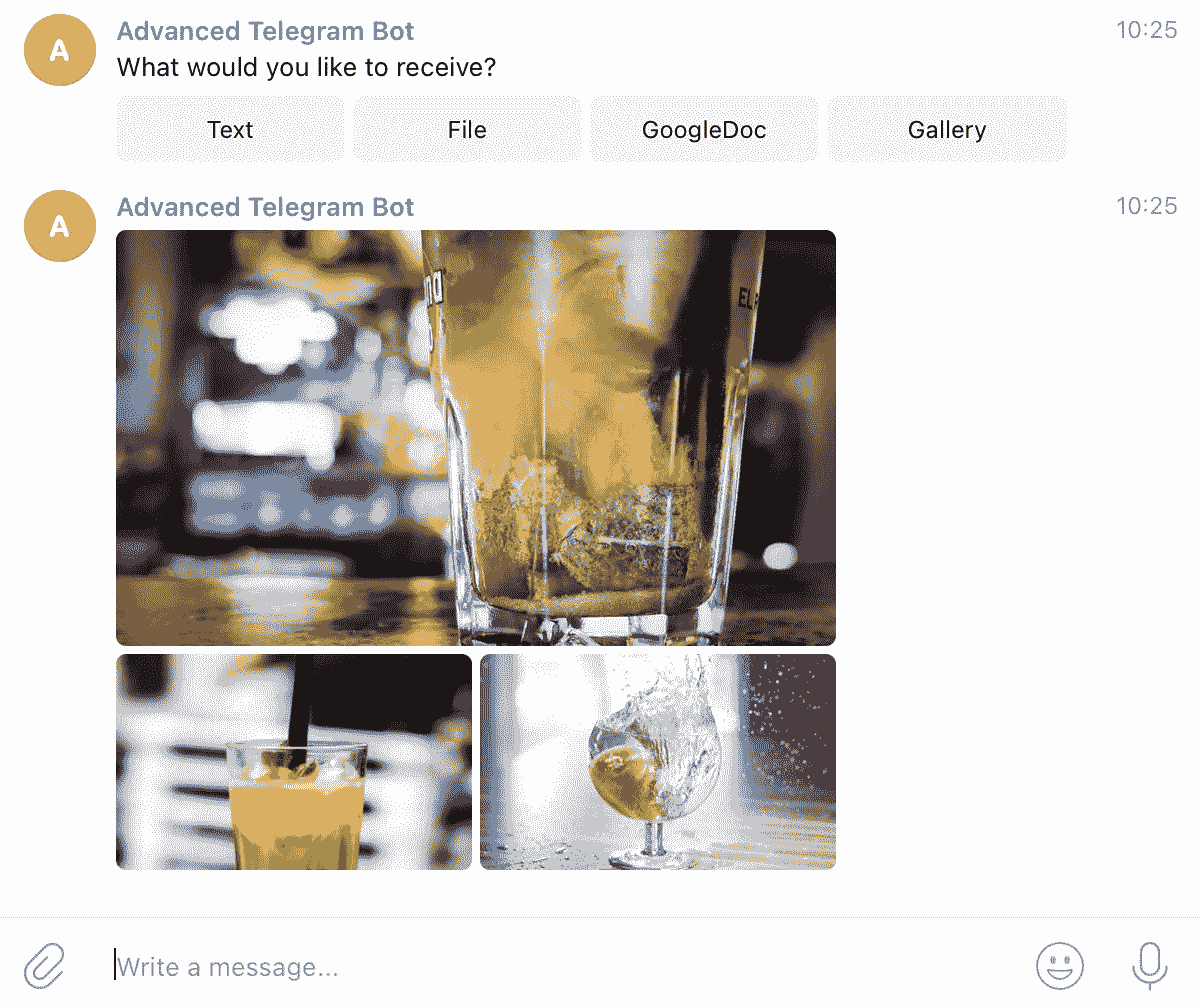 A
Advanced Telegram Bot
10:25
What would you like to receive?
Text
File
GoogleDoc
Gallery
A
Advanced Telegram Bot
10:25
EL
Write a message...